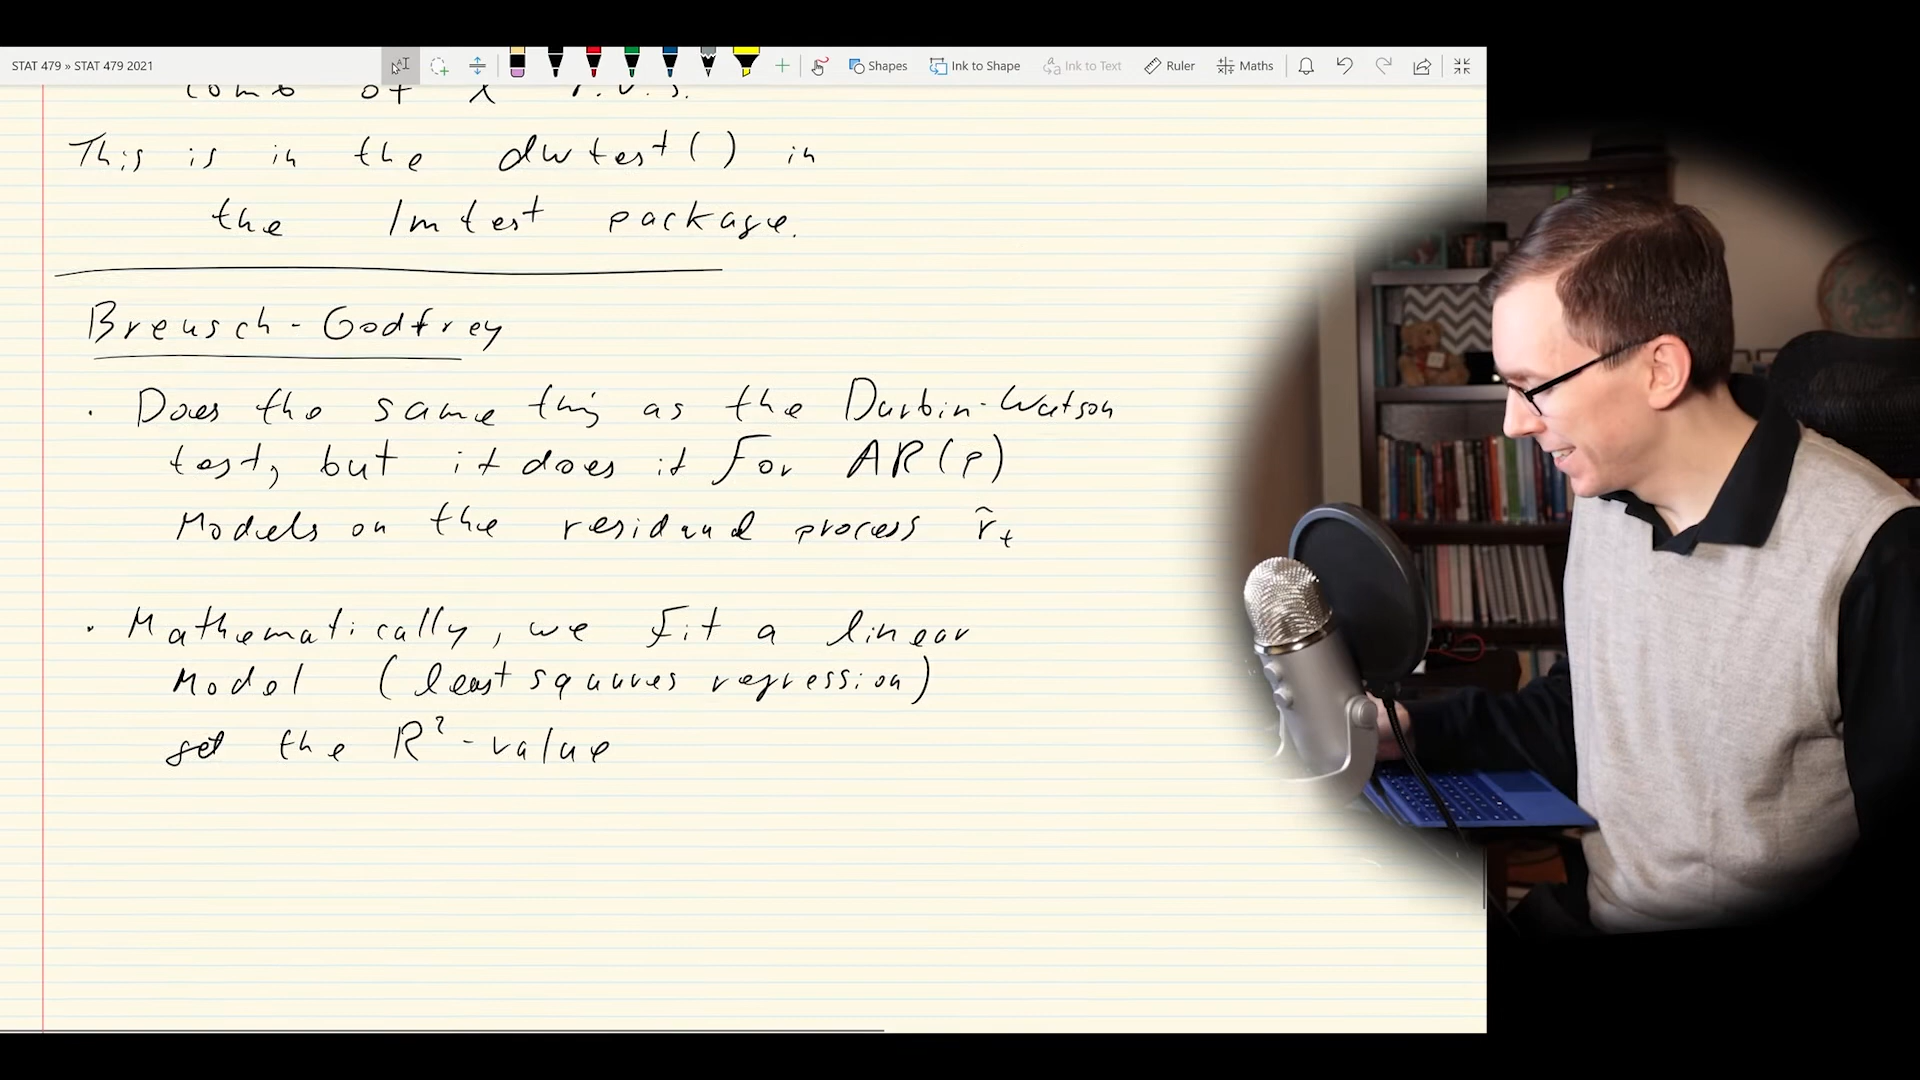 STAT 479 » STAT 479 2021
Shapes Ink to Shape Ink to Text Ruler Maths
comb of χ² r.v.s.
This is in the dwtest() in
the lmtest package.
Breusch-Godfrey
· Does the same thing as the Durbin-Watson
test, but it does it for AR(p)
Models on the residual process r̂t
· Mathematically, we fit a linear
Model (least squares regression)
get the R²-value